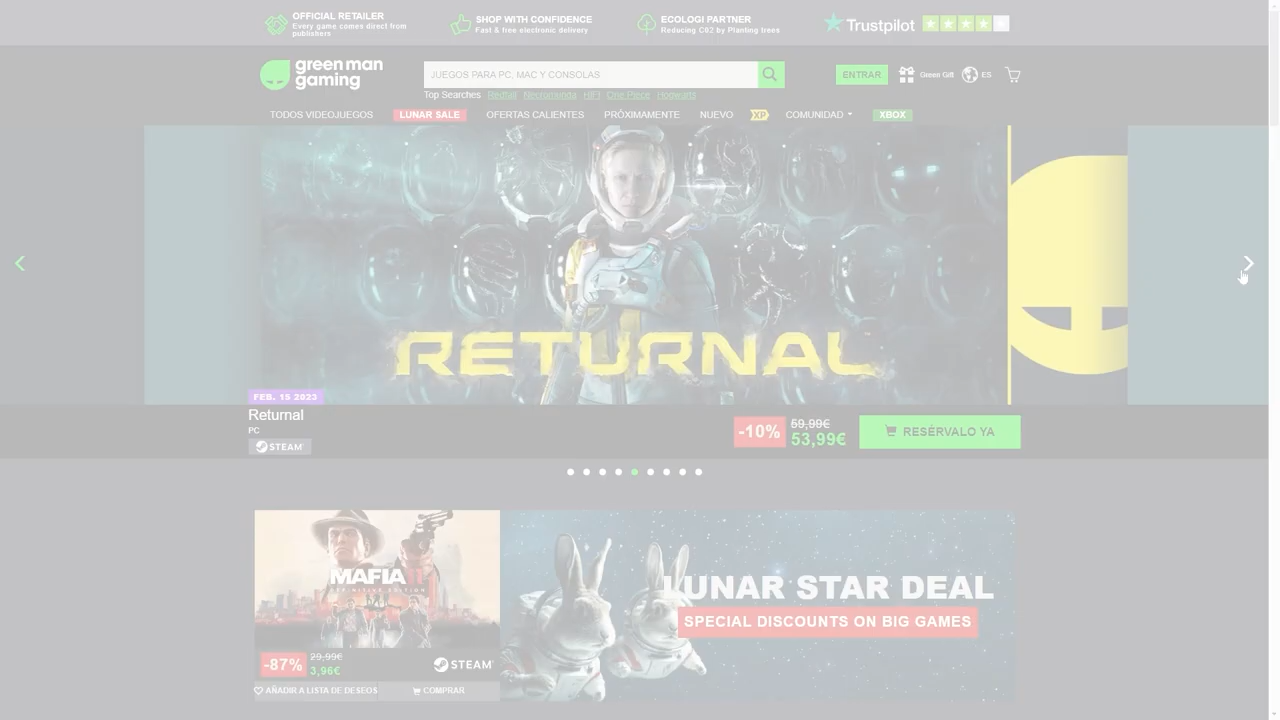 OFFICIAL RETAILER
Every game comes direct from
publishers
SHOP WITH CONFIDENCE
Fast & free electronic delivery
ECOLOGI PARTNER
Reducing C02 by Planting trees
Trustpilot
green man
gaming
JUEGOS PARA PC, MAC Y CONSOLAS
ENTRAR
Green Gift
ES
Top Searches Redfall Necromunda HiFi One Piece Hogwarts
TODOS VIDEOJUEGOS
LUNAR SALE
OFERTAS CALIENTES
PRÓXIMAMENTE
NUEVO
XP
COMUNIDAD
XBOX
RETURNAL
FEB. 15 2023
Returnal
PC
STEAM
-10%
59,99€
53,99€
RESÉRVALO YA
MAFIA II
DEFINITIVE EDITION
-87%
29,99€
3,96€
STEAM
AÑADIR A LISTA DE DESEOS
COMPRAR
LUNAR STAR DEAL
SPECIAL DISCOUNTS ON BIG GAMES